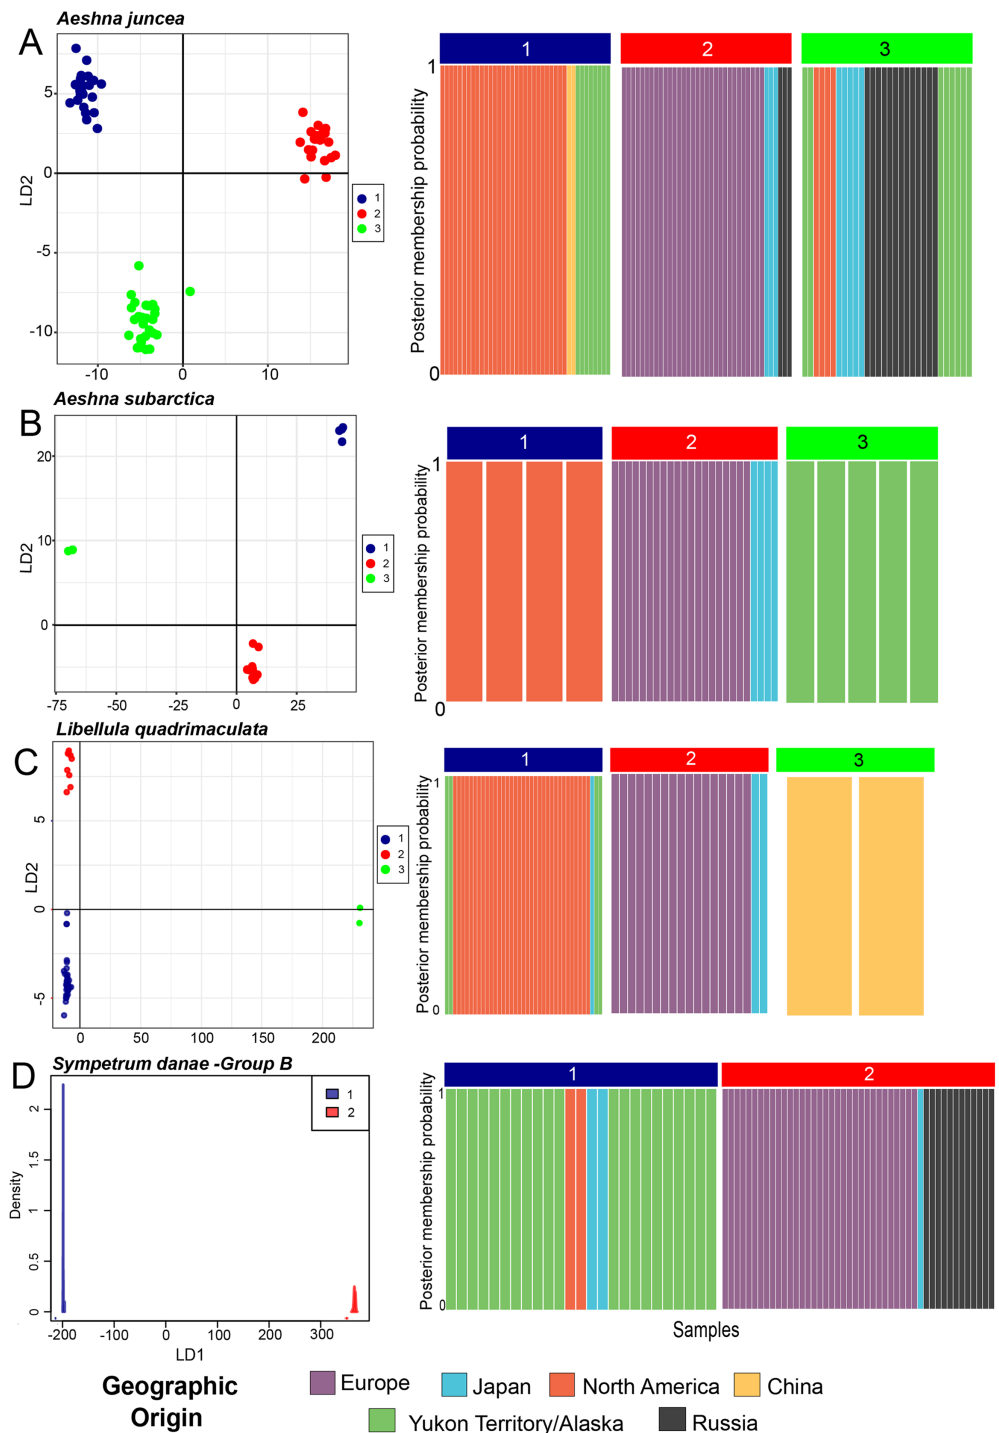 A
Aeshna juncea
LD2
5
0
-5
-10
-10 0 10
1
2
3
Posterior membership probability
1
0
1 2 3
B
Aeshna subarctica
LD2
20
10
0
-75 -50 -25 0 25
1
2
3
Posterior membership probability
1
0
1 2 3
C
Libellula quadrimaculata
LD2
5
0
-5
0 50 100 150 200
1
2
3
Posterior membership probability
1
0
1 2 3
D
Sympetrum danae -Group B
Density
2
1.5
1
0.5
0
-200 -100 0 100 200 300
LD1
1
2
Posterior membership probability
1
0
1 2
Samples
Geographic
Origin
Europe Japan North America China
Yukon Territory/Alaska Russia